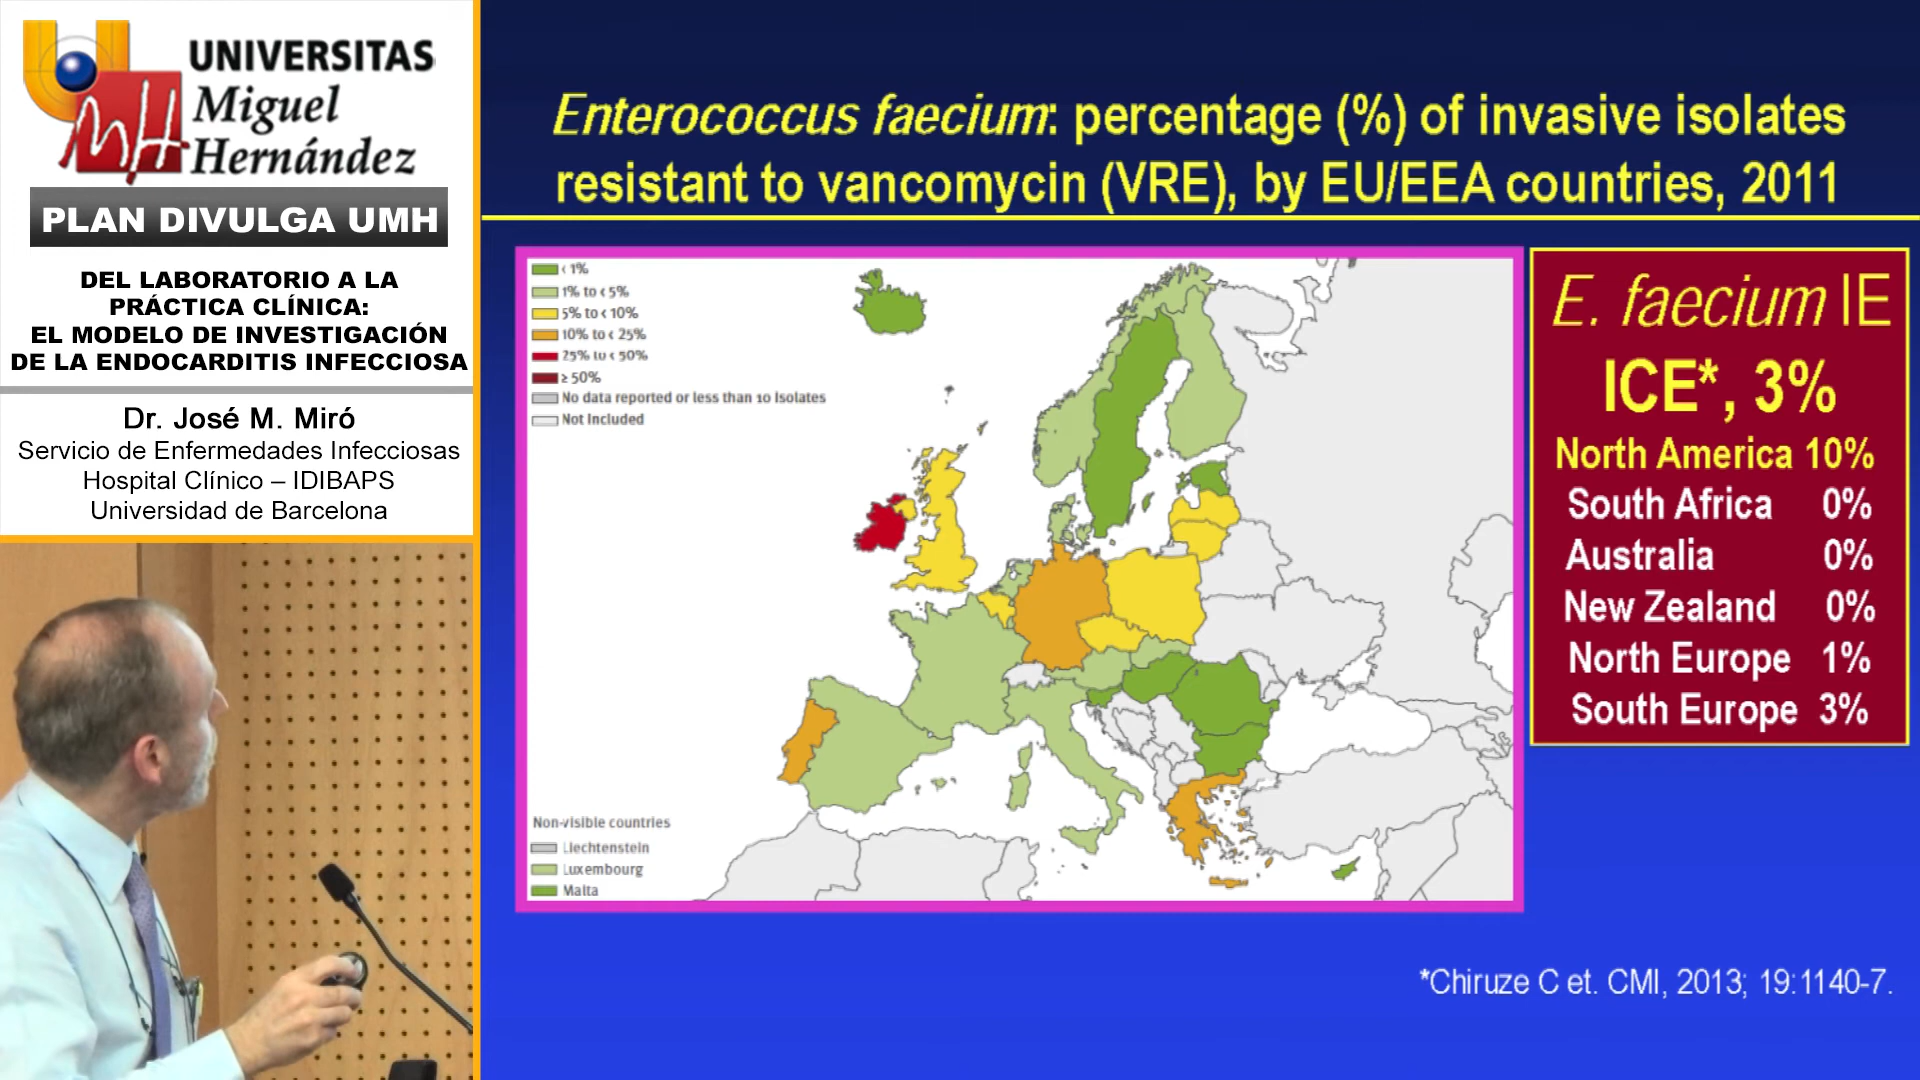 UNIVERSITAS
Miguel
Hernández
PLAN DIVULGA UMH
DEL LABORATORIO A LA
PRÁCTICA CLÍNICA:
EL MODELO DE INVESTIGACIÓN
DE LA ENDOCARDITIS INFECCIOSA
Dr. José M. Miró
Servicio de Enfermedades Infecciosas
Hospital Clínico – IDIBAPS
Universidad de Barcelona
Enterococcus faecium: percentage (%) of invasive isolates
resistant to vancomycin (VRE), by EU/EEA countries, 2011
< 1%
1% to < 5%
5% to < 10%
10% to < 25%
25% to < 50%
≥ 50%
No data reported or less than 10 Isolates
Not Included
Non-visible countries
Liechtenstein
Luxembourg
Malta
E. faecium IE
ICE*, 3%
North America 10%
South Africa 0%
Australia 0%
New Zealand 0%
North Europe 1%
South Europe 3%
*Chiruze C et. CMI, 2013; 19:1140-7.